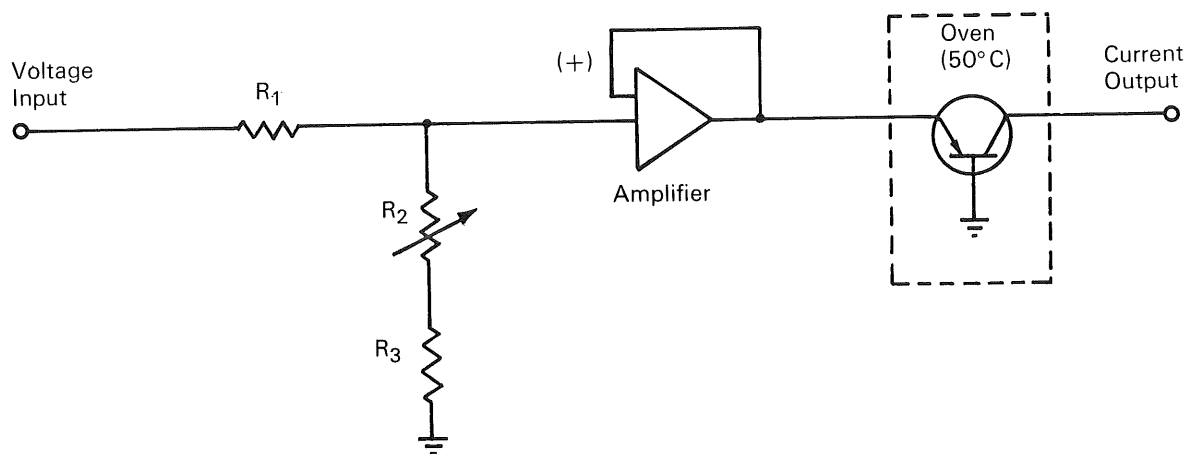 Voltage
Input
R1
R2
R3
(+)
Amplifier
Oven
(50°C)
Current
Output